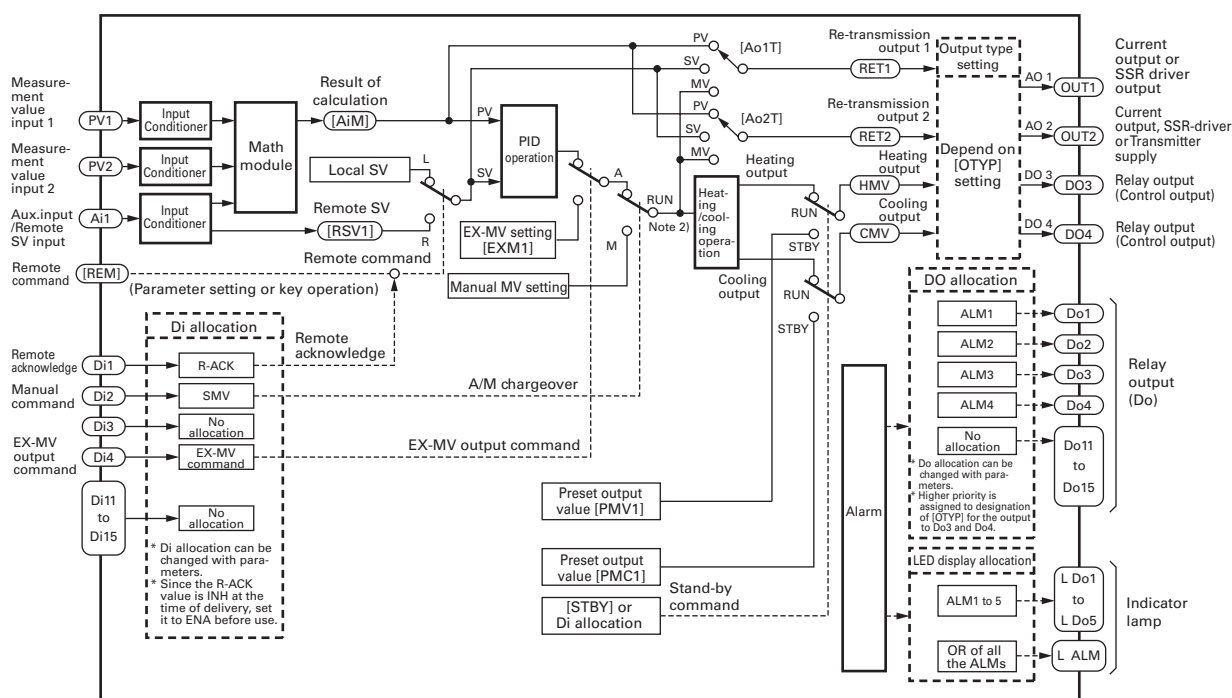 Measure-
ment
value
input 1
PV1
Input
Conditioner
Measure-
ment
value
input 2
PV2
Input
Conditioner
Aux.input
/Remote
SV input
Ai1
Input
Conditioner
Math
module
Result of
calculation
[AiM]
Local SV
L
Remote SV
[RSV1]
R
Remote command
Remote
command
[REM]
(Parameter setting or key operation)
PV
SV
PID
operation
EX-MV setting
[EXM1]
Manual MV setting
A
M
RUN
Note 2)
Heat-
ing
/cool-
ing
opera-
tion
Heating
output
Cooling
output
RUN
STBY
RUN
STBY
PV
SV
MV
[Ao1T]
PV
SV
MV
[Ao2T]
Re-transmission
output 1
RET1
Re-transmission
output 2
RET2
Heating
output
HMV
Cooling
output
CMV
Output type
setting
Depend on
[OTYP]
setting
AO 1
OUT1
AO 2
OUT2
DO 3
DO3
DO 4
DO4
Current
output or
SSR driver
output
Current
output, SSR-driver
or Transmitter
supply
Relay output
(Control output)
Relay output
(Control output)
Di allocation
Remote
acknowledge
Di1
R-ACK
Remote
acknowledge
Manual
command
Di2
SMV
A/M chargeover
Di3
No
allocation
EX-MV
output
command
Di4
EX-MV
command
EX-MV output command
Di11
to
Di15
No
allocation
* Di allocation can be
changed with para-
meters.
* Since the R-ACK
value is INH at the
time of delivery, set
it to ENA before use.
Preset output
value [PMV1]
Preset output
value [PMC1]
[STBY] or
Di allocation
Stand-by
command
Alarm
DO allocation
ALM1
Do1
ALM2
Do2
ALM3
Do3
ALM4
Do4
No
allocation
Do11
to
Do15
* Do allocation can be
changed with para-
meters.
* Higher priority is
assigned to designation
of [OTYP] for the output
to Do3 and Do4.
Relay
output
(Do)
LED display allocation
ALM1 to 5
L Do1
to
L Do5
OR of all
the ALMs
L ALM
Indicator
lamp